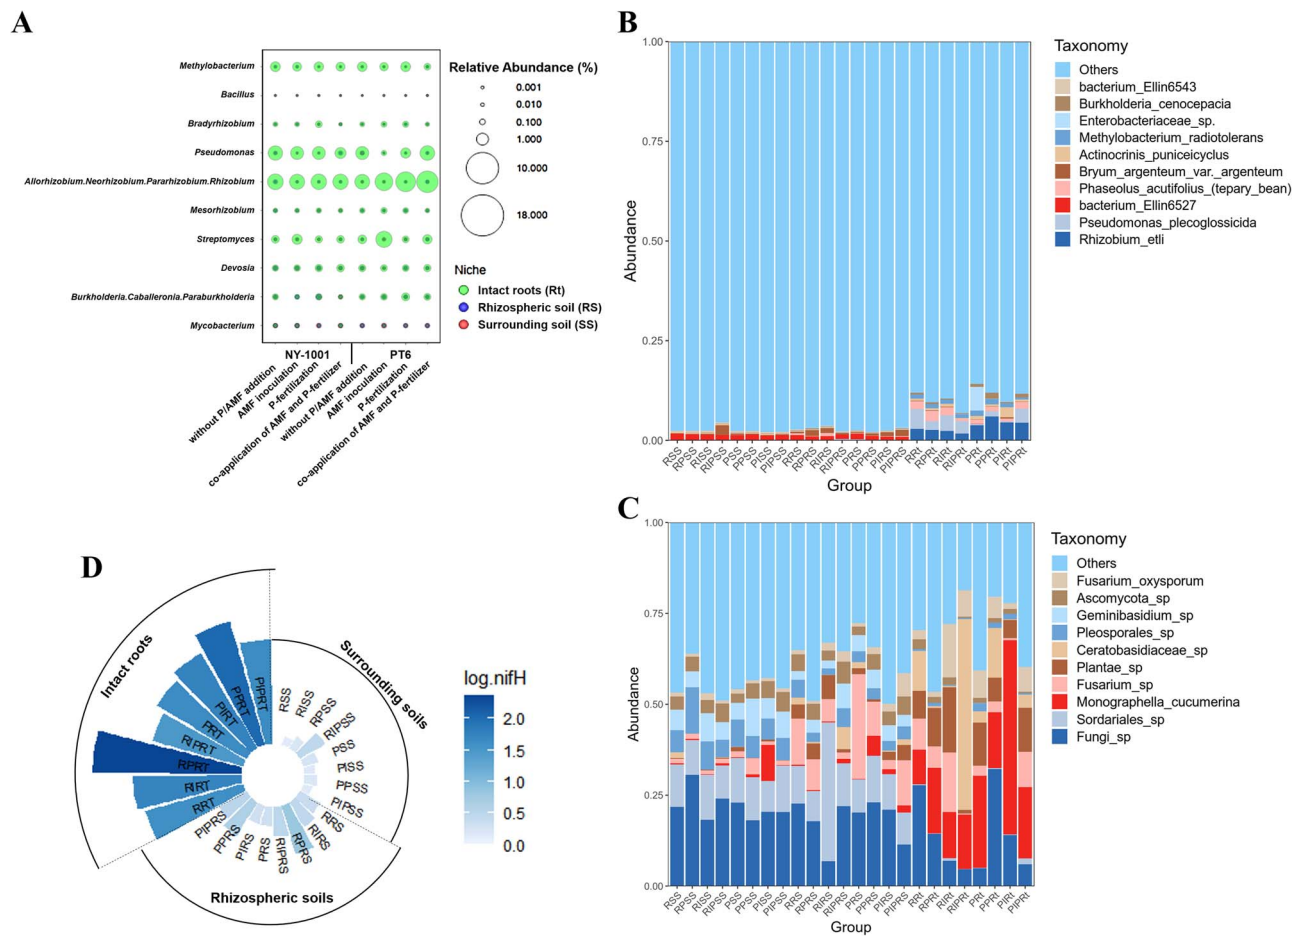 A
Methylobacterium
Bacillus
Bradyrhizobium
Pseudomonas
Allorhizobium.Neorhizobium.Pararhizobium.Rhizobium
Mesorhizobium
Streptomyces
Devosia
Burkholderia.Caballeronia.Paraburkholderia
Mycobacterium
NY-1001
PT6
without P/AMF addition
AMF inoculation
P-fertilization
co-application of AMF and P-fertilizer
without P/AMF addition
AMF inoculation
P-fertilization
co-application of AMF and P-fertilizer
Relative Abundance (%)
0.001
0.010
0.100
1.000
10.000
18.000
Niche
Intact roots (Rt)
Rhizospheric soil (RS)
Surrounding soil (SS)
B
Abundance
1.00
0.75
0.50
0.25
0.00
RSS
RPSS
RISS
RIPSS
PSS
PPSS
PISS
PIPSS
RRS
RPRS
RIRS
RIPRS
PRS
PPRS
PIRS
PIPRS
RRt
RPRt
RIRt
RIPRt
PRt
PPRt
PIRt
PIPRt
Group
Taxonomy
Others
bacterium_Ellin6543
Burkholderia_cenocepacia
Enterobacteriaceae_sp.
Methylobacterium_radiotolerans
Actinocrinis_puniceicyclus
Bryum_argenteum_var._argenteum
Phaseolus_acutifolius_(tepary_bean)
bacterium_Ellin6527
Pseudomonas_plecoglossicida
Rhizobium_etli
C
Abundance
1.00
0.75
0.50
0.25
0.00
RSS
RPSS
RISS
RIPSS
PSS
PPSS
PISS
PIPSS
RRS
RPRS
RIRS
RIPRS
PRS
PPRS
PIRS
PIPRS
RRt
RPRt
RIRt
RIPRt
PRt
PPRt
PIRt
PIPRt
Group
Taxonomy
Others
Fusarium_oxysporum
Ascomycota_sp
Geminibasidium_sp
Pleosporales_sp
Ceratobasidiaceae_sp
Plantae_sp
Fusarium_sp
Monographella_cucumerina
Sordariales_sp
Fungi_sp
D
Intact roots
Surrounding soils
Rhizospheric soils
RSS
RISS
RPSS
RIPSS
PSS
PISS
PPSS
PIPSS
RRS
RIRS
RPRS
RIPRS
PRS
PIRS
PPRS
PIPRS
RRT
RIRT
RPRT
RIPRT
PRT
PIRT
PPRT
PIPRT
log.nifH
2.0
1.5
1.0
0.5
0.0